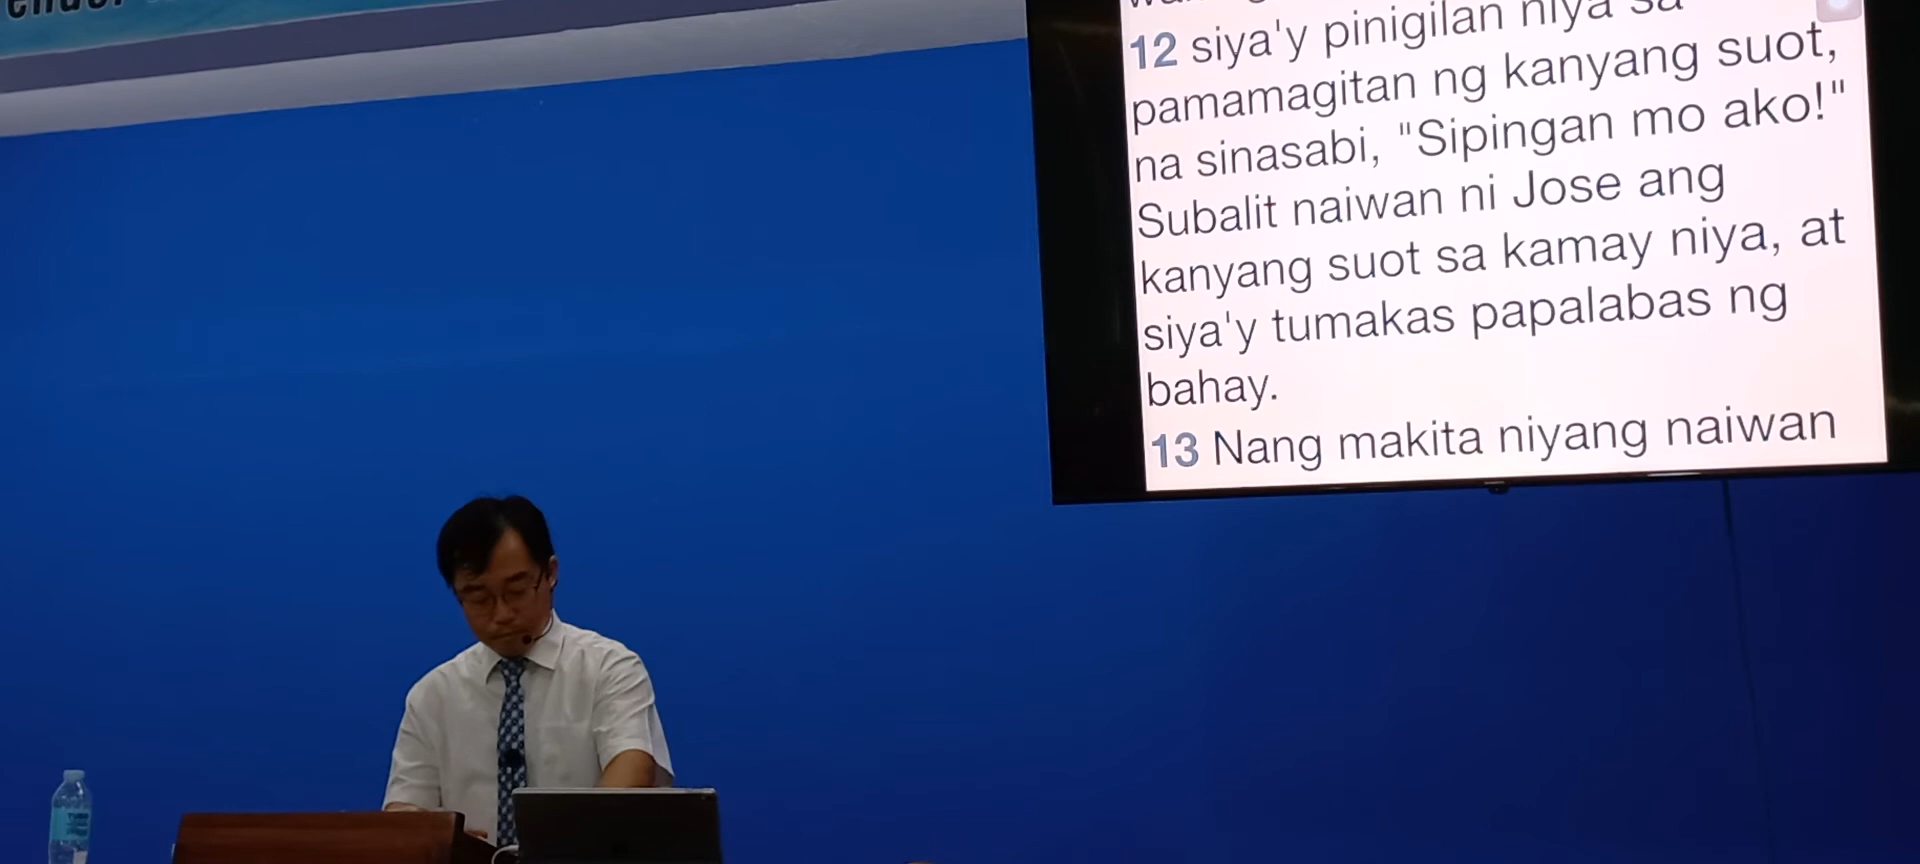 12 siya'y pinigilan niya sa
pamamagitan ng kanyang suot,
na sinasabi, "Sipingan mo ako!"
Subalit naiwan ni Jose ang
kanyang suot sa kamay niya, at
siya'y tumakas papalabas ng
bahay.
13 Nang makita niyang naiwan